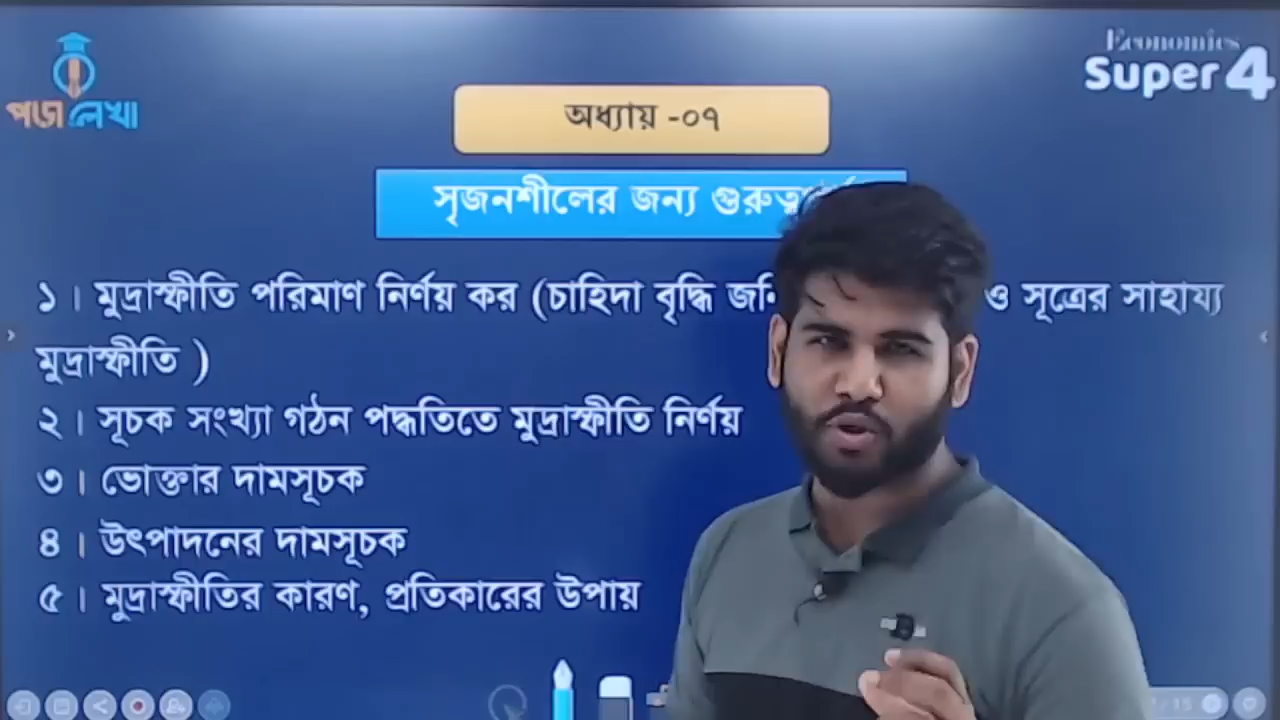 Economics
পড়ালেখা
Super 4
অধ্যায় -০৭
সৃজনশীলের জন্য
১। মুদ্রাস্ফীতি পরিমাণ নির্ণয় কর (চাহিদা বৃদ্ধি ও সূত্রের সাহায্য
মুদ্রাস্ফীতি )
২। সূচক সংখ্যা গঠন পদ্ধতিতে মুদ্রাস্ফীতি নির্ণয়
৩। ভোক্তার দামসূচক
৪। উৎপাদনের দামসূচক
৫। মুদ্রাস্ফীতির কারণ, প্রতিকারের উপায়